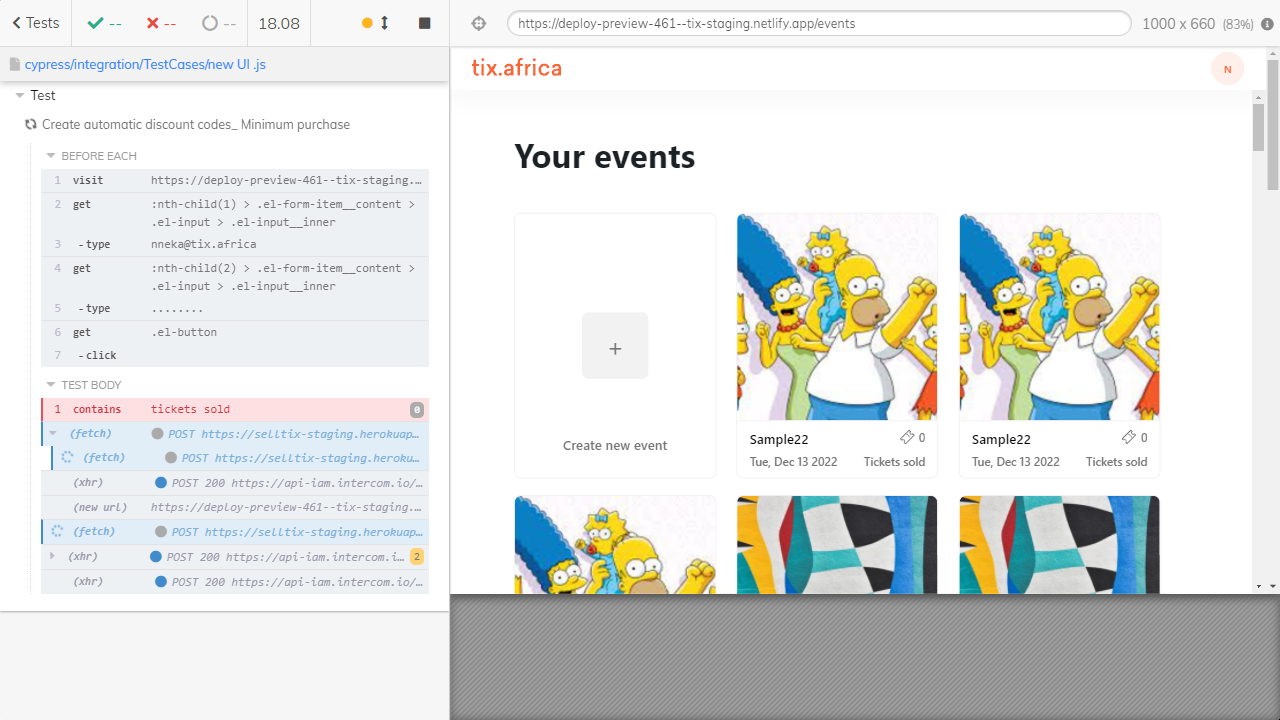 Tests
--
--
--
18.08
https://deploy-preview-461--tix-staging.netlify.app/events
1000 x 660 (83%)
cypress/integration/TestCases/new UI .js
Test
Create automatic discount codes_ Minimum purchase
BEFORE EACH
1 visit https://deploy-preview-461--tix-staging.…
2 get :nth-child(1) > .el-form-item__content >
.el-input > .el-input__inner
3 -type nneka@tix.africa
4 get :nth-child(2) > .el-form-item__content >
.el-input > .el-input__inner
5 -type ........
6 get .el-button
7 -click
TEST BODY
1 contains tickets sold 0
(fetch) POST https://selltix-staging.herokuap…
(fetch) POST https://selltix-staging.heroku…
(xhr) POST 200 https://api-iam.intercom.io/…
(new url) https://deploy-preview-461--tix-staging.…
(fetch) POST https://selltix-staging.herokuap…
(xhr) POST 200 https://api-iam.intercom.i… 2
(xhr) POST 200 https://api-iam.intercom.io/…
tix.africa
N
Your events
+
Create new event
Sample22 0
Tue, Dec 13 2022 Tickets sold
Sample22 0
Tue, Dec 13 2022 Tickets sold